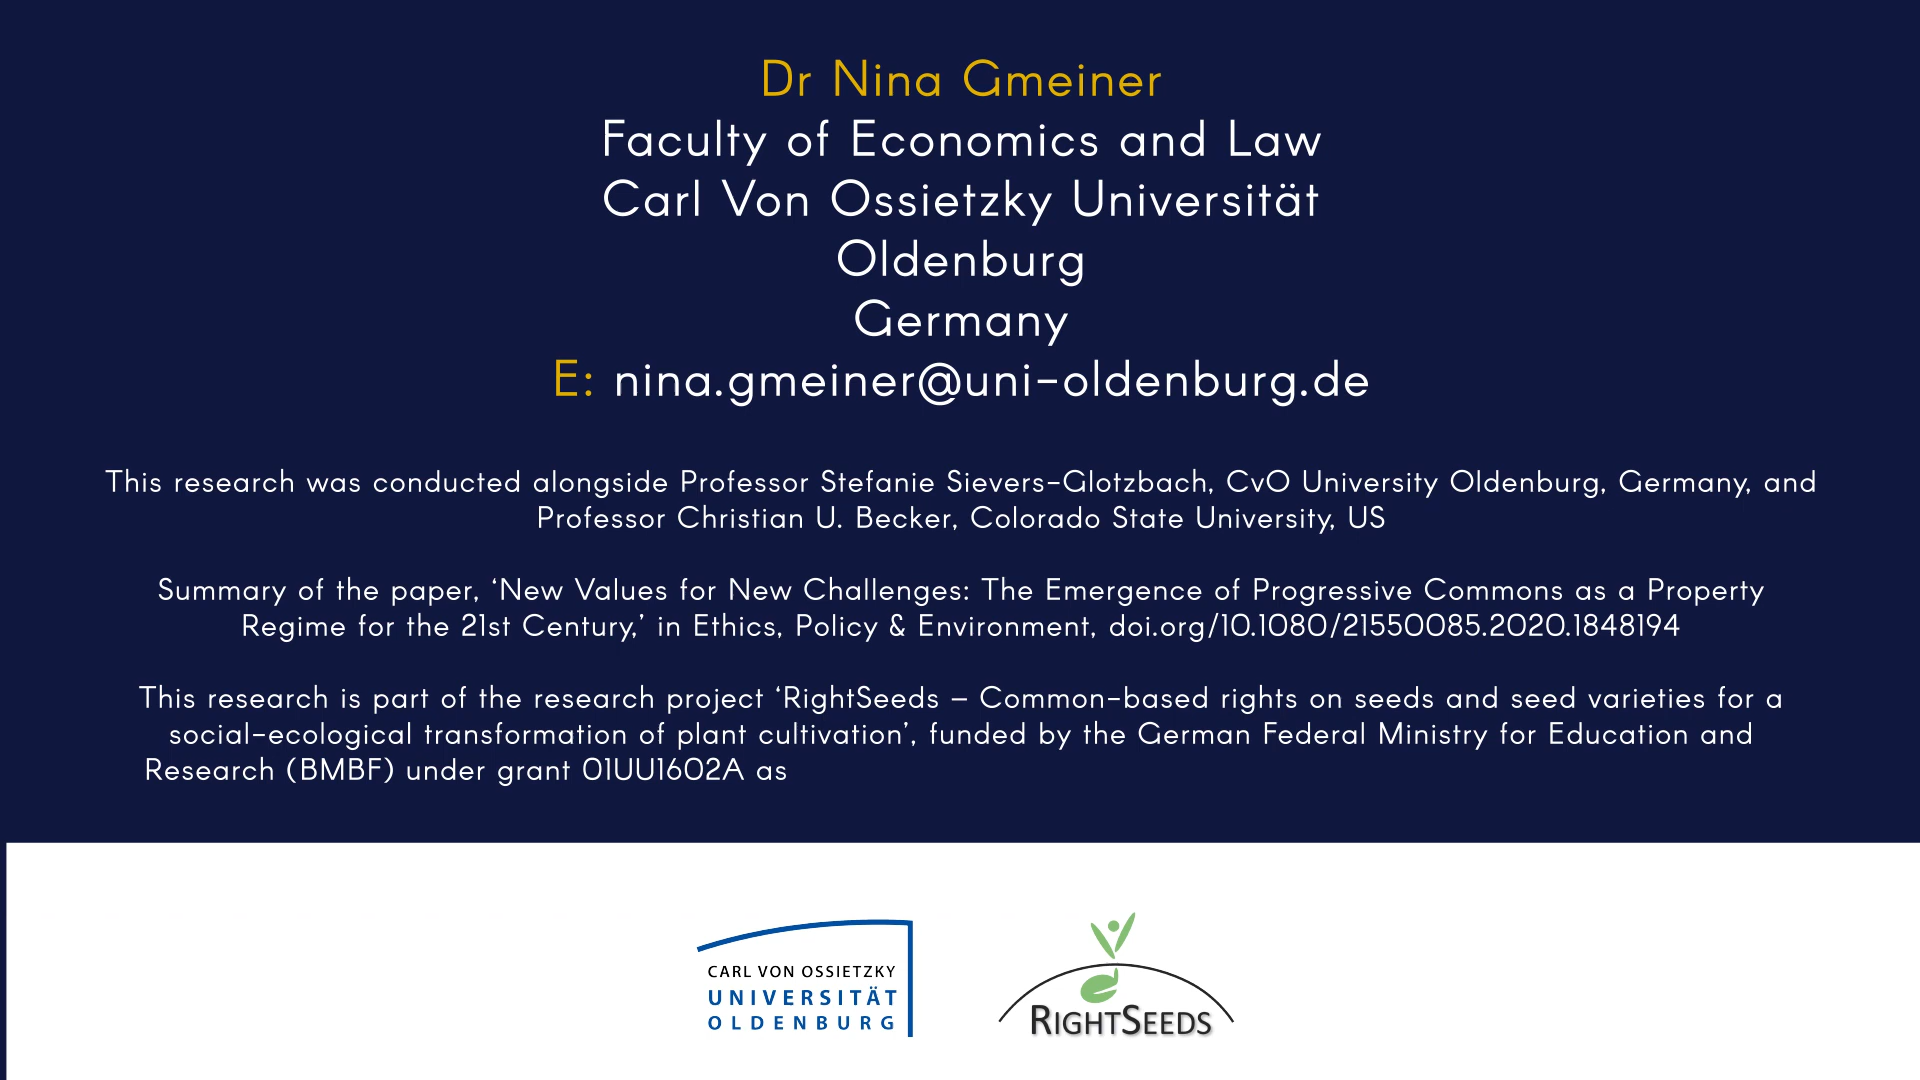 Dr Nina Gmeiner
Faculty of Economics and Law
Carl Von Ossietzky Universität
Oldenburg
Germany
E: nina.gmeiner@uni-oldenburg.de
This research was conducted alongside Professor Stefanie Sievers-Glotzbach, CvO University Oldenburg, Germany, and
Professor Christian U. Becker, Colorado State University, US
Summary of the paper, ‘New Values for New Challenges: The Emergence of Progressive Commons as a Property
Regime for the 21st Century,’ in Ethics, Policy & Environment, doi.org/10.1080/21550085.2020.1848194
This research is part of the research project ‘RightSeeds – Common-based rights on seeds and seed varieties for a
social-ecological transformation of plant cultivation’, funded by the German Federal Ministry for Education and
Research (BMBF) under grant 01UU1602A as
CARL VON OSSIETZKY
UNIVERSITÄT
OLDENBURG
RIGHTSEEDS